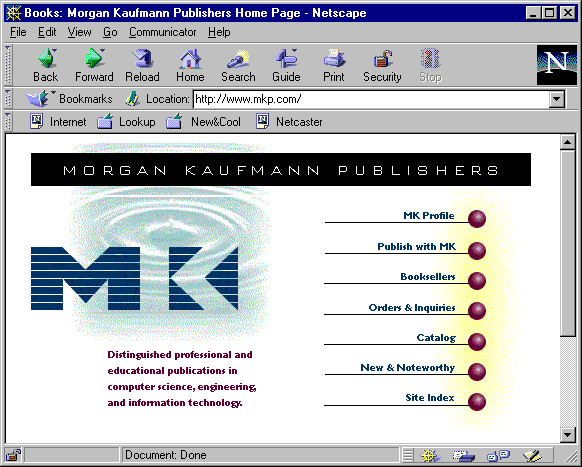 Books: Morgan Kaufmann Publishers Home Page - Netscape
File Edit View Go Communicator Help
Back Forward Reload Home Search Guide Print Security Stop
N
Bookmarks Location: http://www.mkp.com/
Internet Lookup New&Cool Netcaster
MORGAN KAUFMANN PUBLISHERS
MK
MK Profile
Publish with MK
Booksellers
Orders & Inquiries
Catalog
New & Noteworthy
Site Index
Distinguished professional and
educational publications in
computer science, engineering,
and information technology.
Document: Done